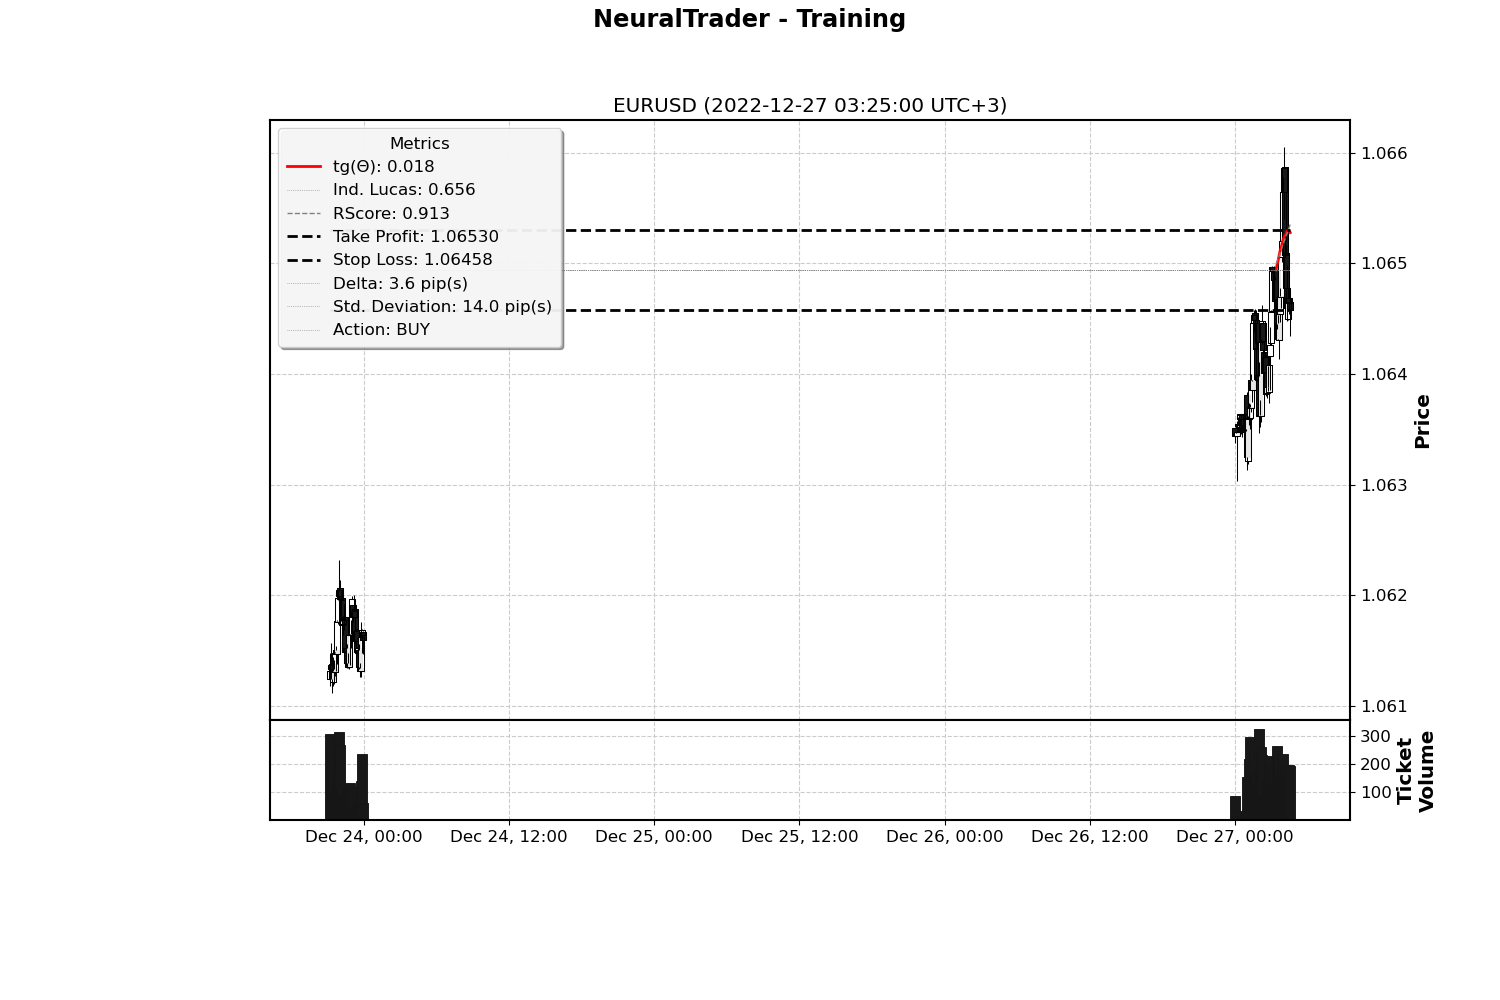 NeuralTrader - Training
EURUSD (2022-12-27 03:25:00 UTC+3)
Metrics
tg(Θ): 0.018
Ind. Lucas: 0.656
RScore: 0.913
Take Profit: 1.06530
Stop Loss: 1.06458
Delta: 3.6 pip(s)
Std. Deviation: 14.0 pip(s)
Action: BUY
1.066
1.065
1.064
1.063
1.062
1.061
Price
300
200
100
Ticket
Volume
Dec 24, 00:00
Dec 24, 12:00
Dec 25, 00:00
Dec 25, 12:00
Dec 26, 00:00
Dec 26, 12:00
Dec 27, 00:00